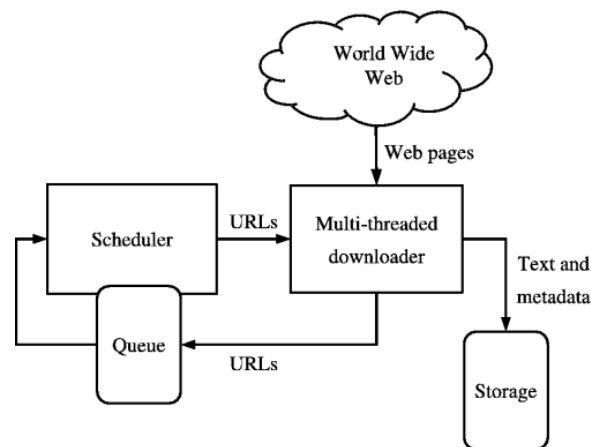 World Wide
Web
Web pages
Scheduler
URLs
Multi-threaded
downloader
Text and
metadata
Queue
URLs
Storage